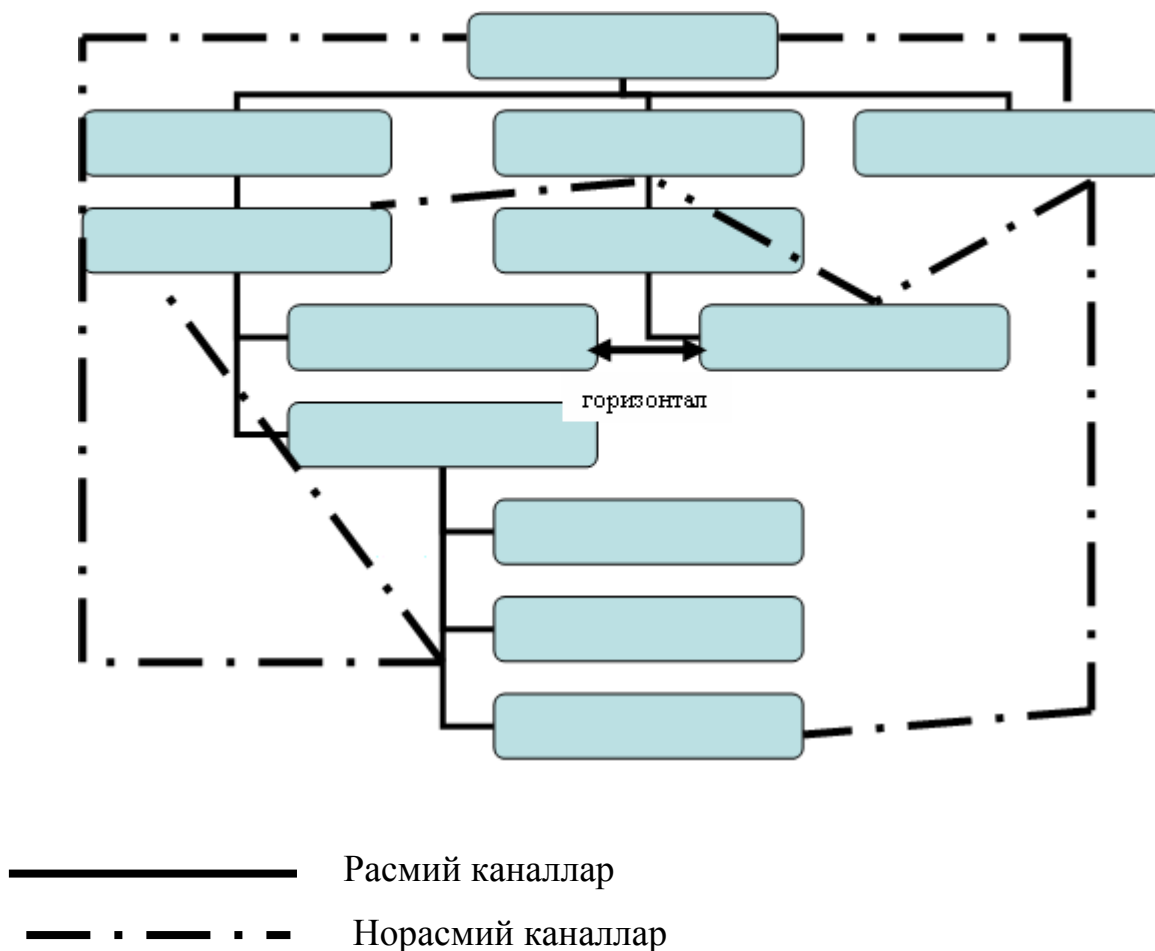 горизонтал
Расмий каналлар
Норасмий каналлар